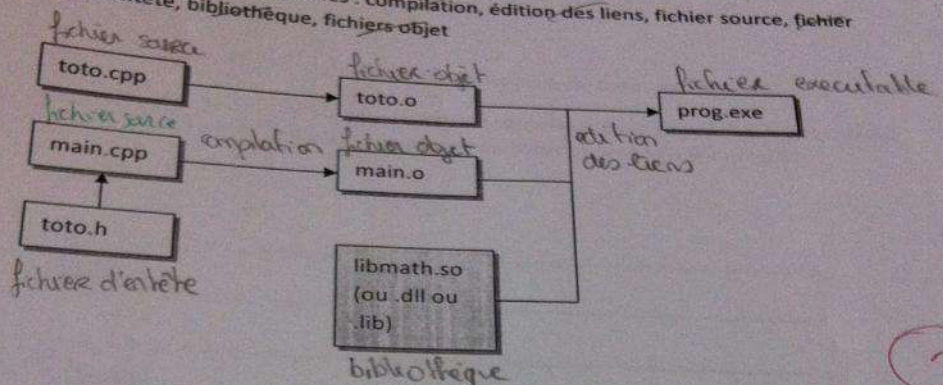 compilation, édition des liens, fichier source, fichier
bibliothèque, fichiers objet
fichier source
toto.cpp
fichier objet
toto.o
fichier executable
prog.exe
fichier source
main.cpp
compilation
fichier objet
main.o
edition
des liens
toto.h
fichier d'entête
libmath.so
(ou .dll ou
.lib)
bibliothèque